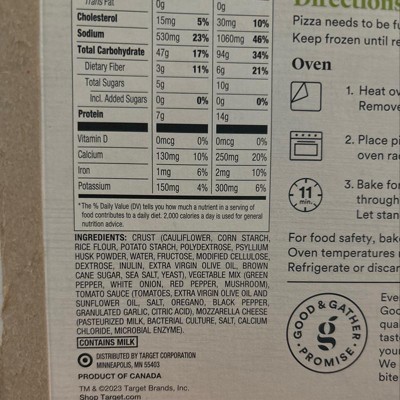 Trans Fat 0g 0g
Cholesterol 15mg 5% 30mg 10%
Sodium 530mg 23% 1060mg 46%
Total Carbohydrate 47g 17% 94g 34%
Dietary Fiber 3g 11% 6g 21%
Total Sugars 5g 10g
Incl. Added Sugars 0g 0% 0g 0%
Protein 7g 14g
Vitamin D 0mcg 0% 0mcg 0%
Calcium 130mg 10% 250mg 20%
Iron 1mg 6% 2mg 10%
Potassium 150mg 4% 300mg 6%
*The % Daily Value (DV) tells you how much a nutrient in a serving of
food contributes to a daily diet. 2,000 calories a day is used for general
nutrition advice.
INGREDIENTS: CRUST (CAULIFLOWER, CORN STARCH,
RICE FLOUR, POTATO STARCH, POLYDEXTROSE, PSYLLIUM
HUSK POWDER, WATER, FRUCTOSE, MODIFIED CELLULOSE,
DEXTROSE, INULIN, EXTRA VIRGIN OLIVE OIL, BROWN
CANE SUGAR, SEA SALT, YEAST), VEGETABLE MIX (GREEN
PEPPER, WHITE ONION, RED PEPPER, MUSHROOM),
TOMATO SAUCE (TOMATOES, EXTRA VIRGIN OLIVE OIL AND
SUNFLOWER OIL, SALT, OREGANO, BLACK PEPPER,
GRANULATED GARLIC, CITRIC ACID), MOZZARELLA CHEESE
(PASTEURIZED MILK, BACTERIAL CULTURE, SALT, CALCIUM
CHLORIDE, MICROBIAL ENZYME).
CONTAINS MILK
DISTRIBUTED BY TARGET CORPORATION
MINNEAPOLIS, MN 55403
PRODUCT OF CANADA
TM & ©2023 Target Brands, Inc.
Shop Target.com
Directions
Pizza needs to be fu
Keep frozen until re
Oven
1. Heat ov
Remove
2. Place pi
oven rac
11
min.
3. Bake for
through
Let stan
For food safety, bak
Oven temperatures
Refrigerate or discar
GOOD & GATHER
g
PROMISE
Eve
Goo
qua
tast
your
We
bite